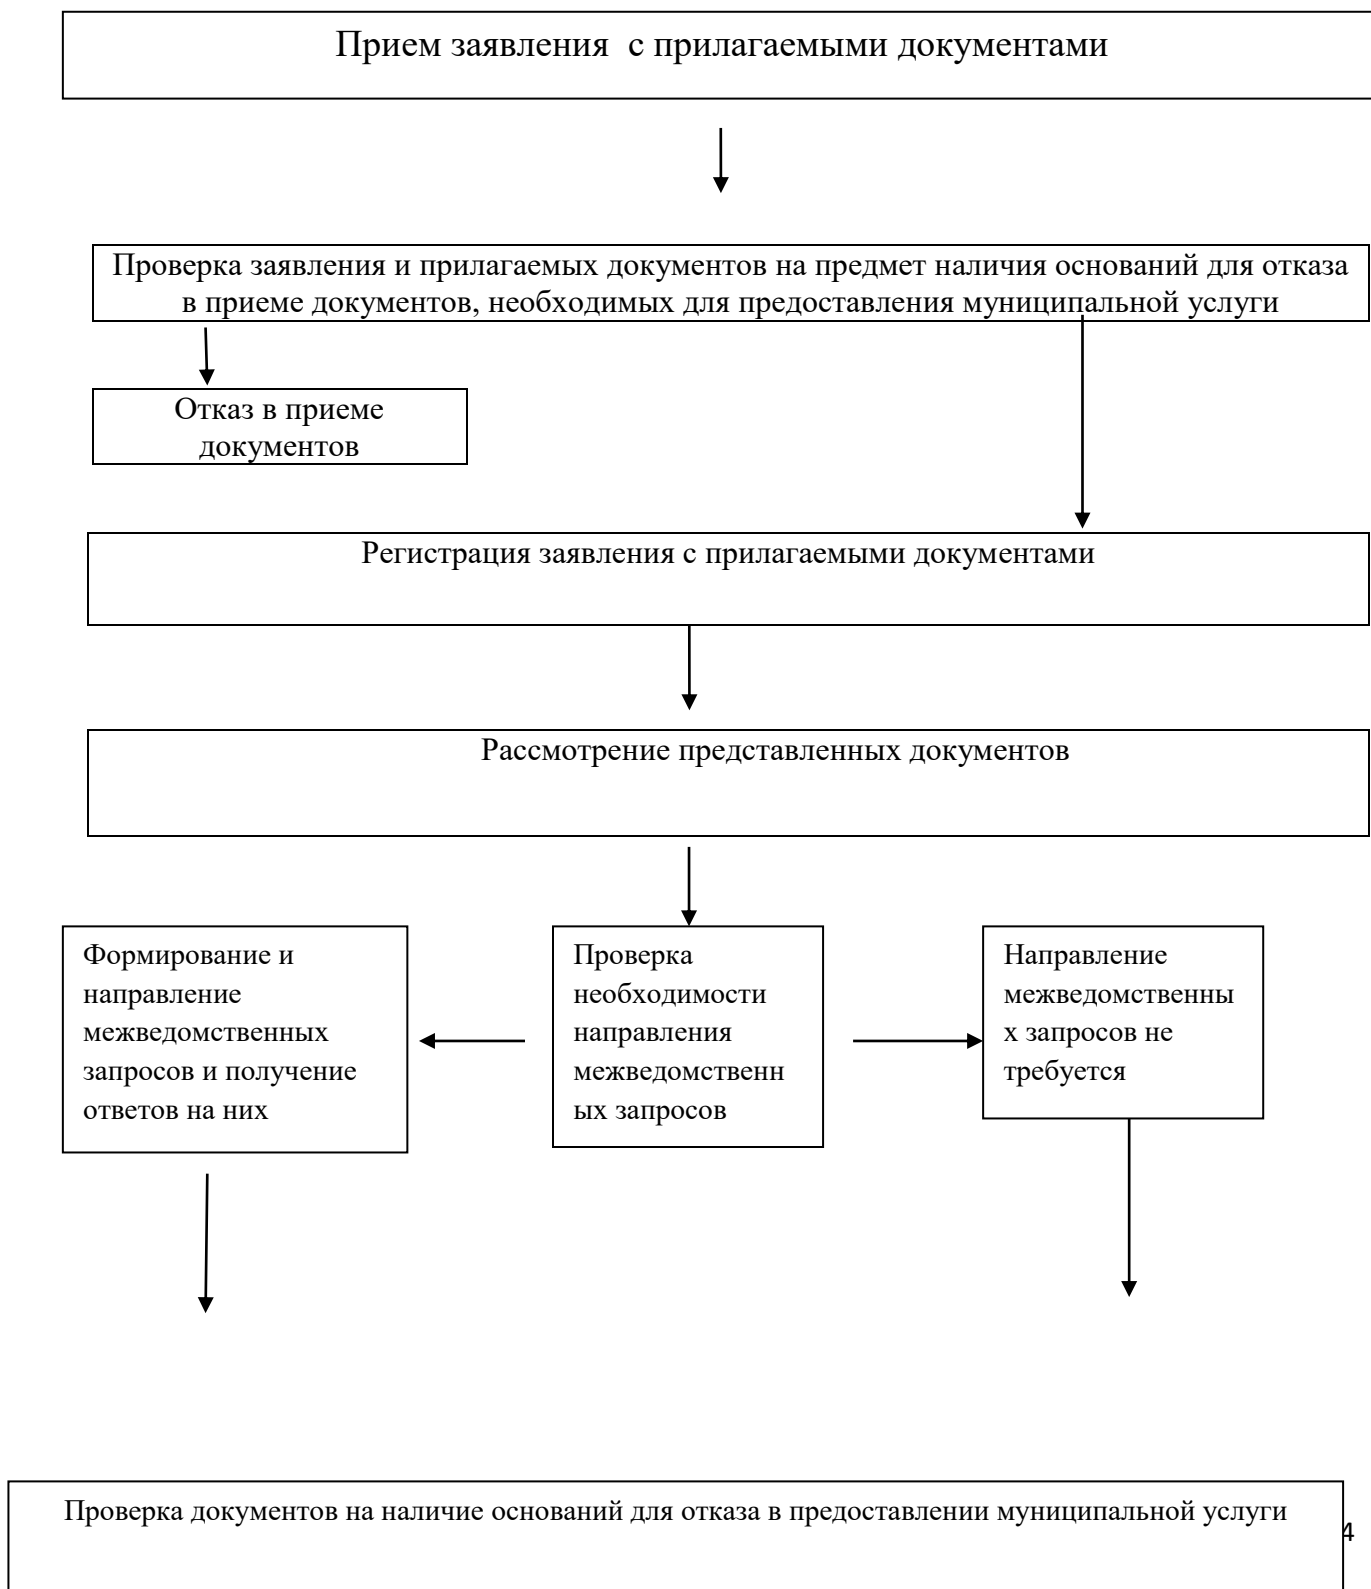 Прием заявления  с прилагаемыми документами
Проверка заявления и прилагаемых документов на предмет наличия оснований для отказа
в приеме документов, необходимых для предоставления муниципальной услуги
Отказ в приеме
документов
Регистрация заявления с прилагаемыми документами
Рассмотрение представленных документов
Формирование и
направление
межведомственных
запросов и получение
ответов на них
Проверка
необходимости
направления
межведомственн
ых запросов
Направление
межведомственны
х запросов не
требуется
Проверка документов на наличие оснований для отказа в предоставлении муниципальной услуги
4